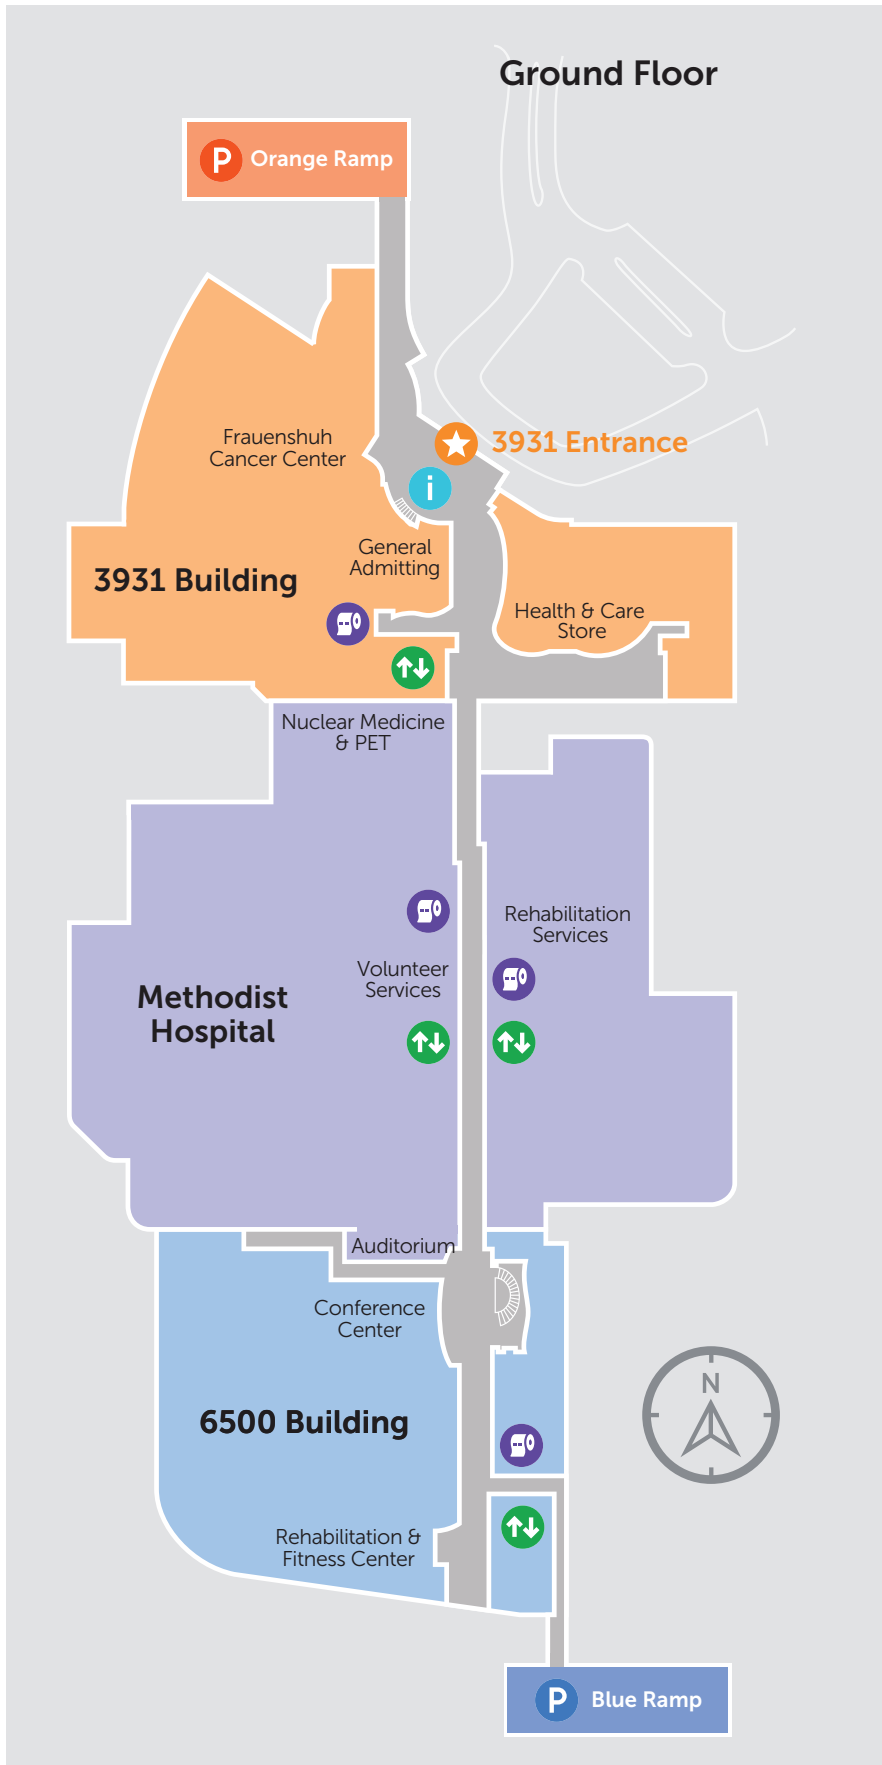 Ground Floor
P Orange Ramp
3931 Entrance
i
Frauenshuh
Cancer Center
General
Admitting
3931 Building
Health & Care
Store
Nuclear Medicine
& PET
Rehabilitation
Services
Volunteer
Services
Methodist
Hospital
Auditorium
Conference
Center
N
6500 Building
Rehabilitation &
Fitness Center
P Blue Ramp